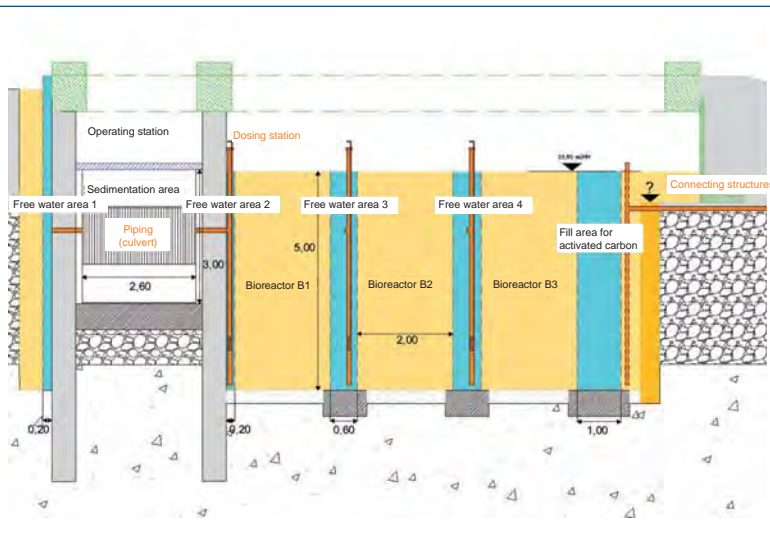 Operating station
Dosing station
Sedimentation area
?
Connecting structure
Free water area 1
Free water area 2
Free water area 3
Free water area 4
Piping
(culvert)
Fill area for
activated carbon
5,00
3,00
2,60
Bioreactor B1
Bioreactor B2
Bioreactor B3
2,00
0,20
0,20
0,60
1,00